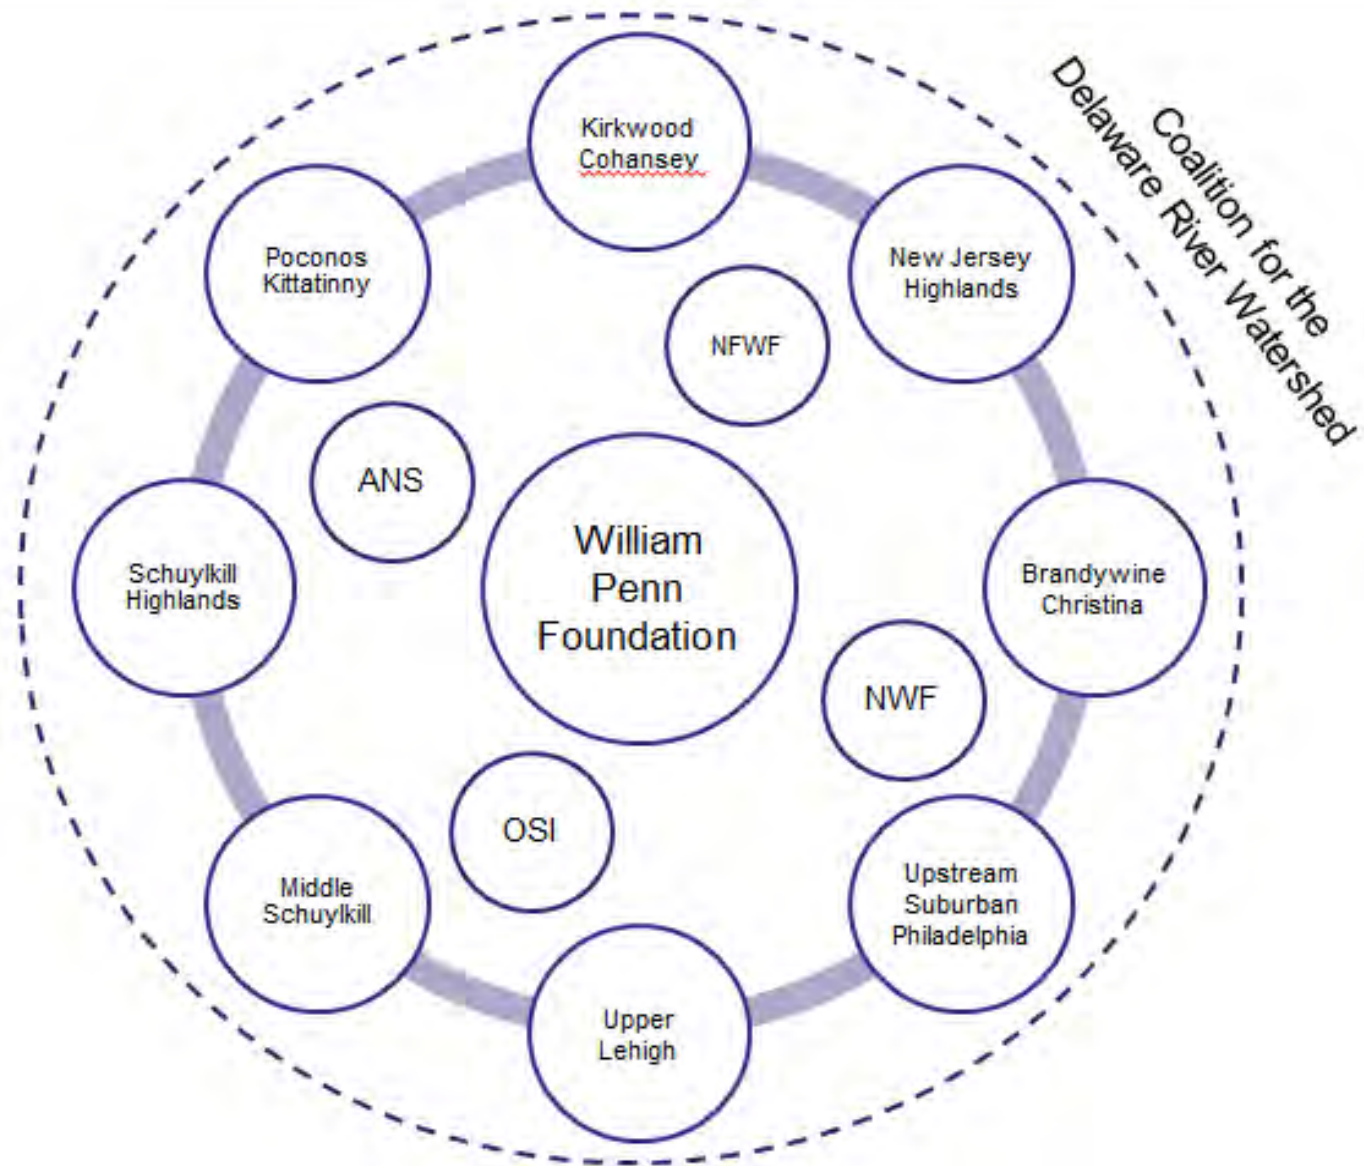 Kirkwood
Cohansey
Coalition for the
Delaware River Watershed
Poconos
Kittatinny
New Jersey
Highlands
NFWF
ANS
William
Penn
Foundation
Schuylkill
Highlands
Brandywine
Christina
NWF
OSI
Middle
Schuylkill
Upstream
Suburban
Philadelphia
Upper
Lehigh